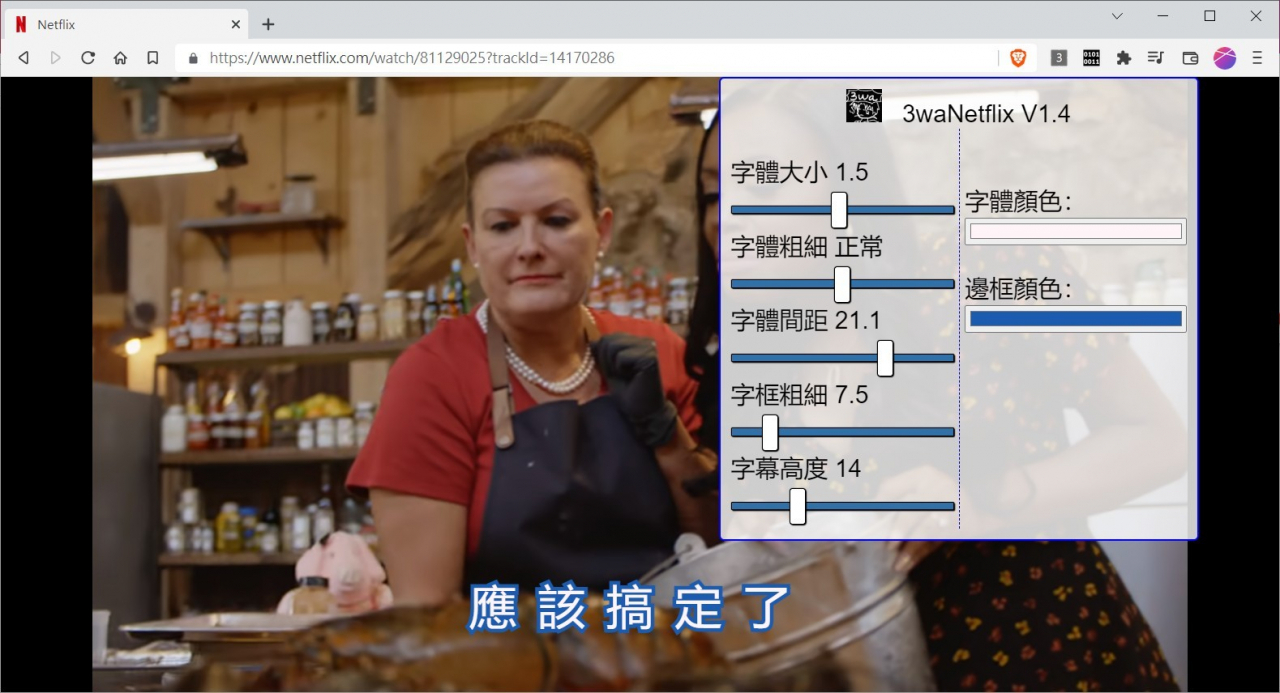 Netflix
https://www.netflix.com/watch/81129025?trackId=14170286
3
0101
0011
3wa
3waNetflix V1.4
字體大小 1.5
字體粗細 正常
字體間距 21.1
字框粗細 7.5
字幕高度 14
字體顏色：
邊框顏色：
應該搞定了